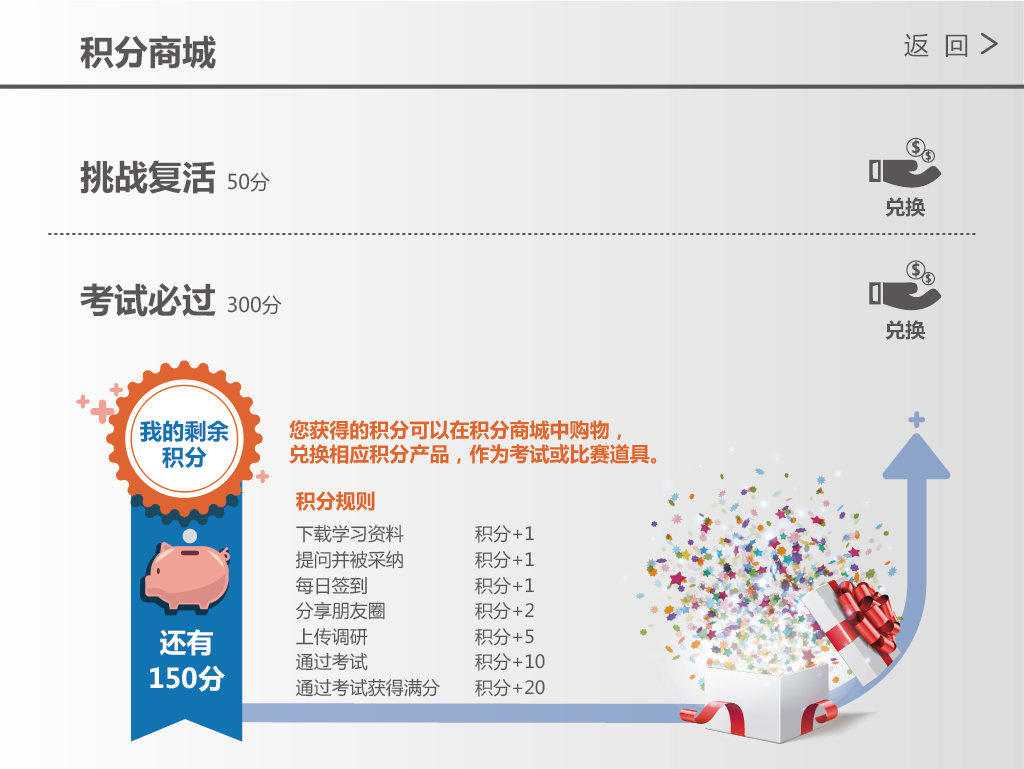 积分商城
返 回 >
挑战复活 50分
兑换
考试必过 300分
兑换
我的剩余
积分
还有
150分
您获得的积分可以在积分商城中购物，
兑换相应积分产品，作为考试或比赛道具。
积分规则
下载学习资料 积分+1
提问并被采纳 积分+1
每日签到 积分+1
分享朋友圈 积分+2
上传调研 积分+5
通过考试 积分+10
通过考试获得满分 积分+20